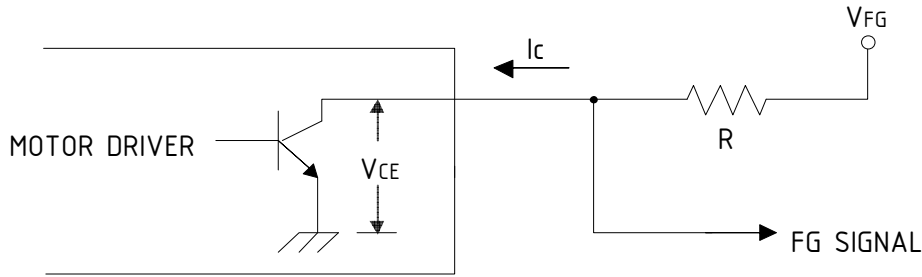 VFG
Ic
R
MOTOR DRIVER
VCE
FG SIGNAL